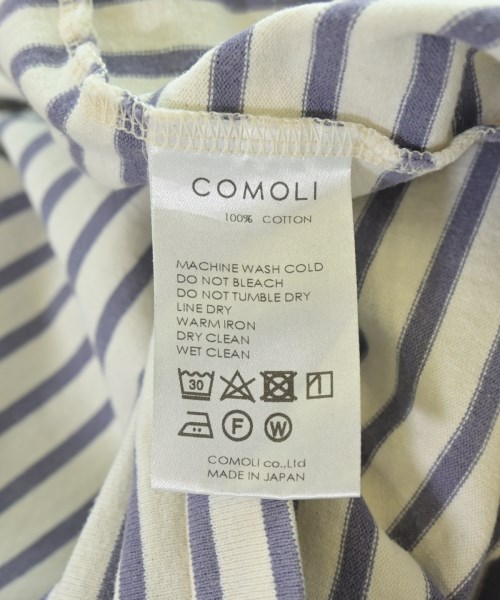 COMOLI
100% COTTON
MACHINE WASH COLD
DO NOT BLEACH
DO NOT TUMBLE DRY
LINE DRY
WARM IRON
DRY CLEAN
WET CLEAN
30
F W
COMOLI co.,Ltd
MADE IN JAPAN